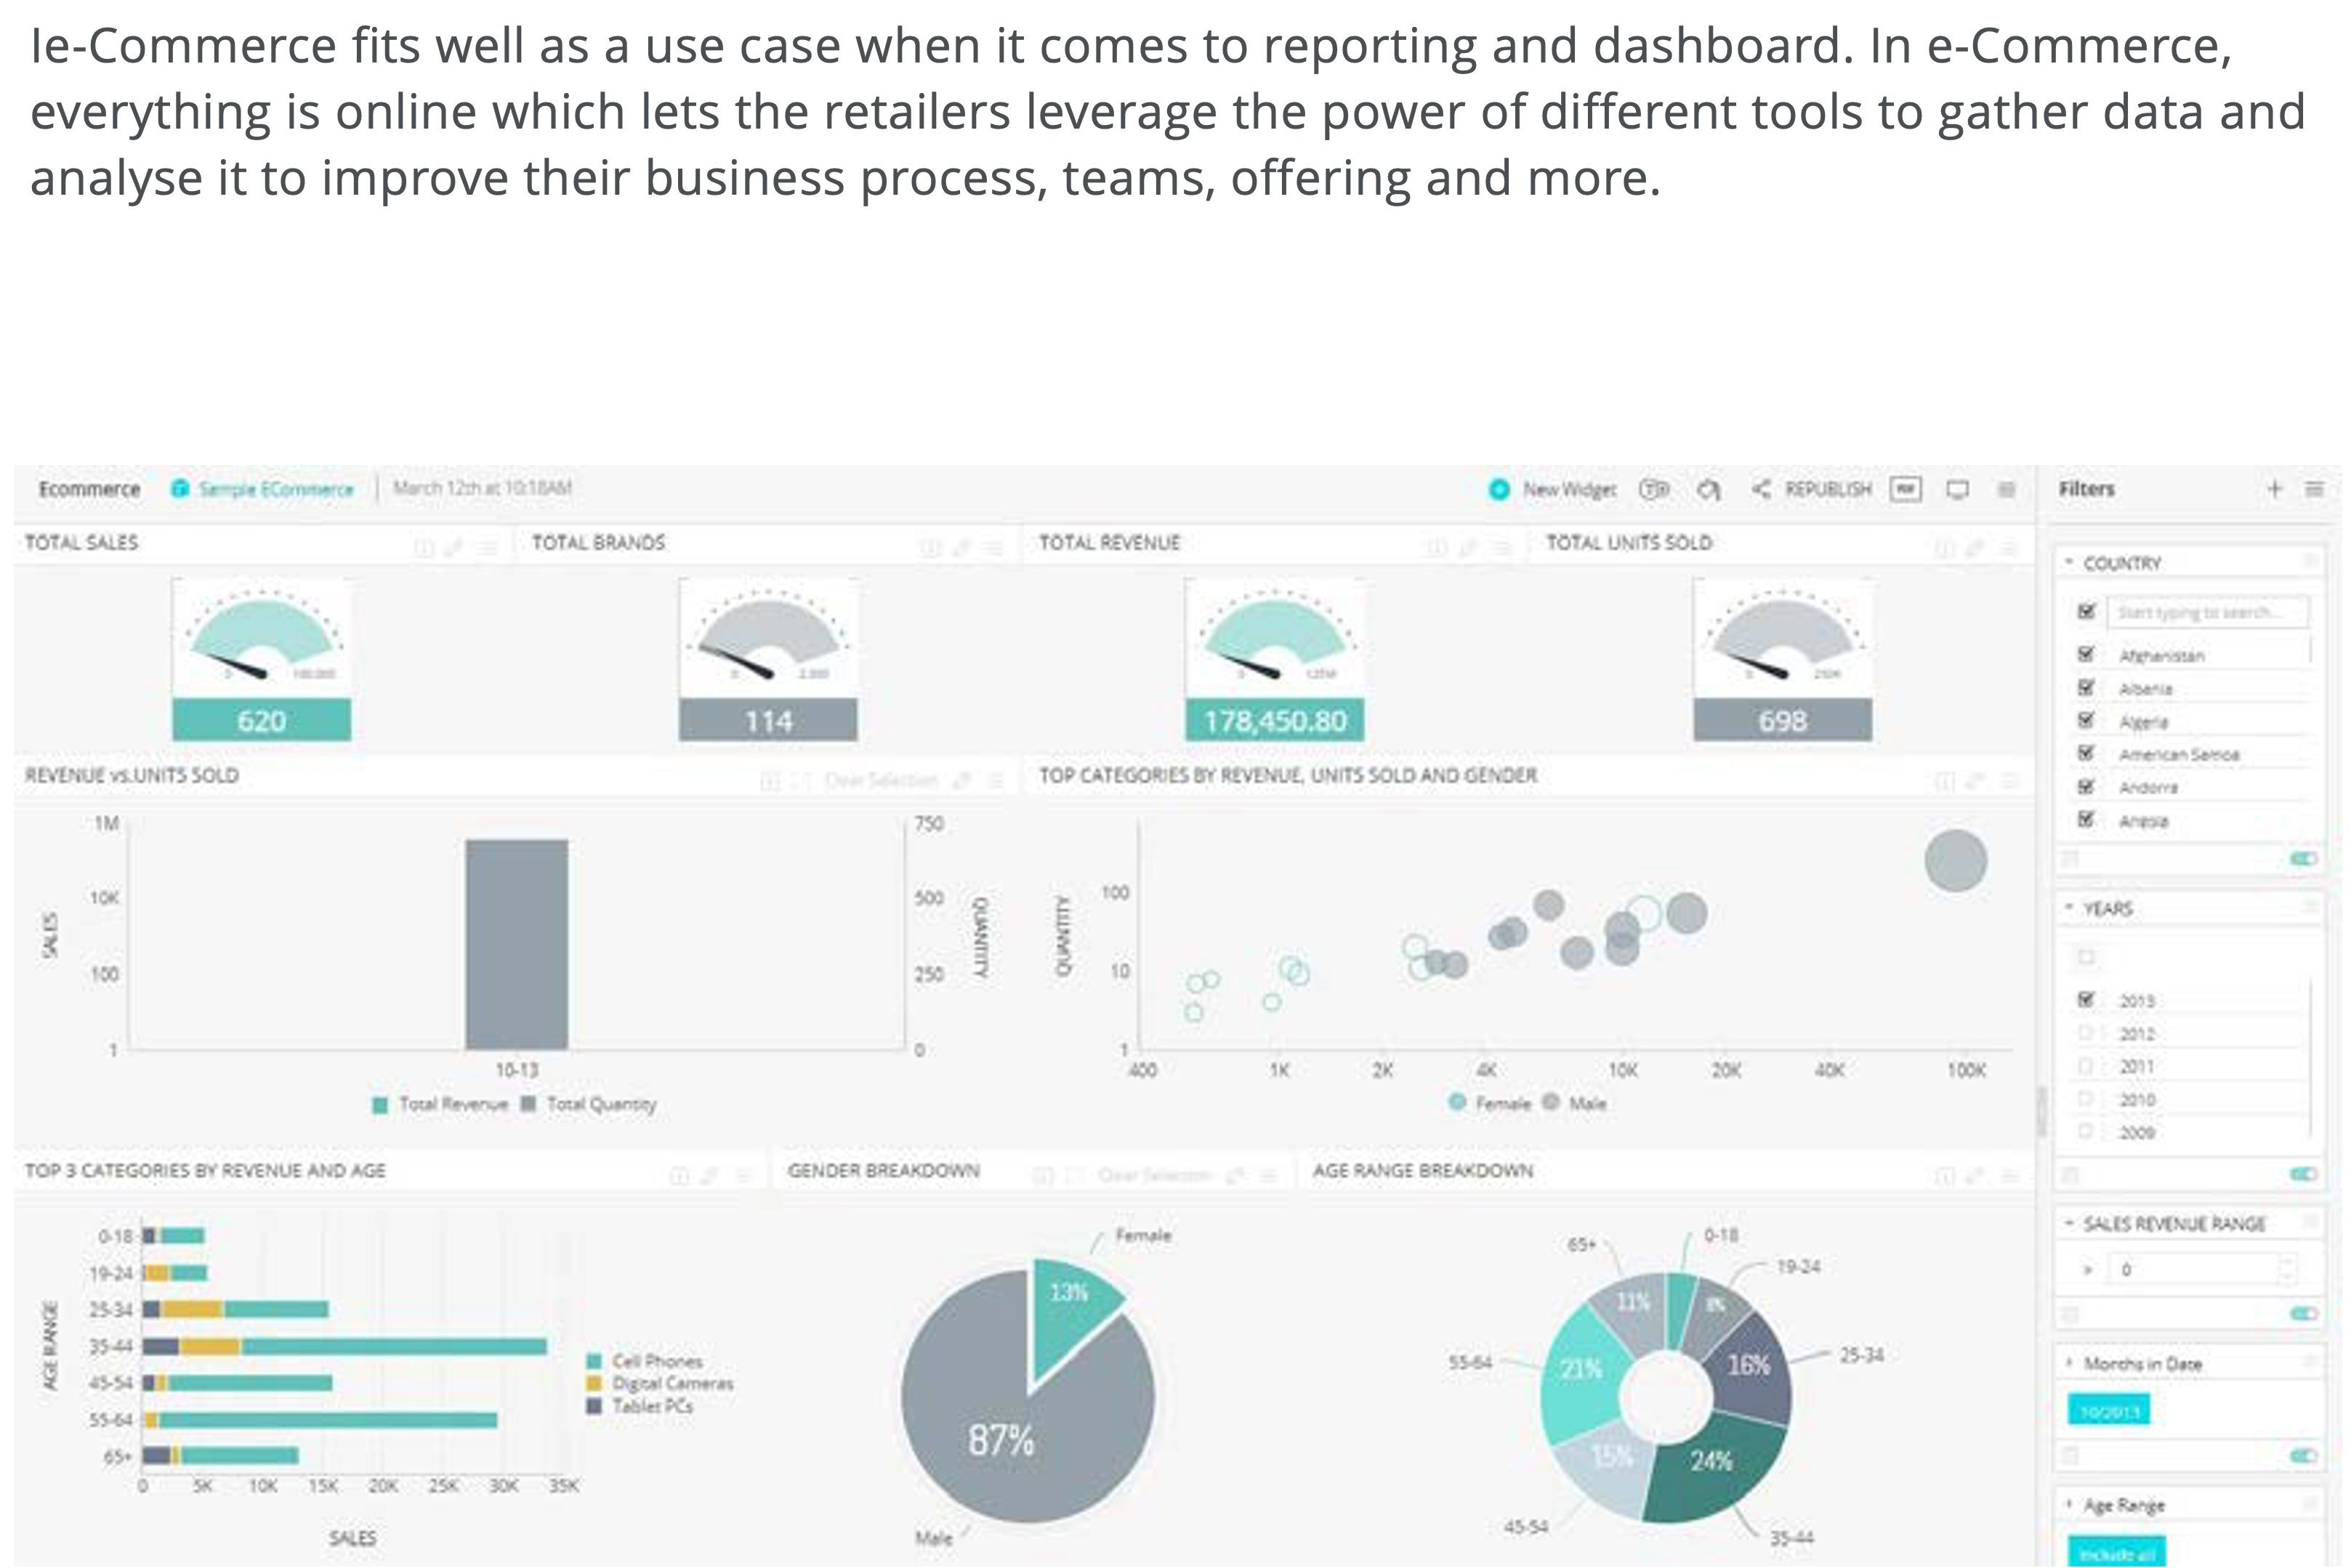 Ie-Commerce fits well as a use case when it comes to reporting and dashboard. In e-Commerce,
everything is online which lets the retailers leverage the power of different tools to gather data and
analyse it to improve their business process, teams, offering and more.
Ecommerce Sample ECommerce March 12th at 10:18AM New Widget REPUBLISH PDF Filters
TOTAL SALES TOTAL BRANDS TOTAL REVENUE TOTAL UNITS SOLD
0 100,000 0 2,000 0 125M 0 250K
620 114 178,450.80 698
REVENUE vs.UNITS SOLD Clear Selection
1M
10K
100
1
SALES
750
500
250
0
QUANTITY
10-13
Total Revenue Total Quantity
TOP CATEGORIES BY REVENUE, UNITS SOLD AND GENDER
QUANTITY
100
10
1
400 1K 2K 4K 10K 20K 40K 100K
Female Male
TOP 3 CATEGORIES BY REVENUE AND AGE
AGE RANGE
0-18
19-24
25-34
35-44
45-54
55-64
65+
0 5K 10K 15K 20K 25K 30K 35K
SALES
Cell Phones
Digital Cameras
Tablet PCs
GENDER BREAKDOWN Clear Selection
Female
13%
87%
Male
AGE RANGE BREAKDOWN
0-18
19-24
8%
25-34
16%
35-44
24%
45-54
15%
55-64
21%
65+
11%
COUNTRY
Start typing to search...
Afghanistan
Albania
Algeria
American Samoa
Andorra
Angola
YEARS
2013
2012
2011
2010
2009
SALES REVENUE RANGE
0
Months in Date
10/2013
Age Range
Include all